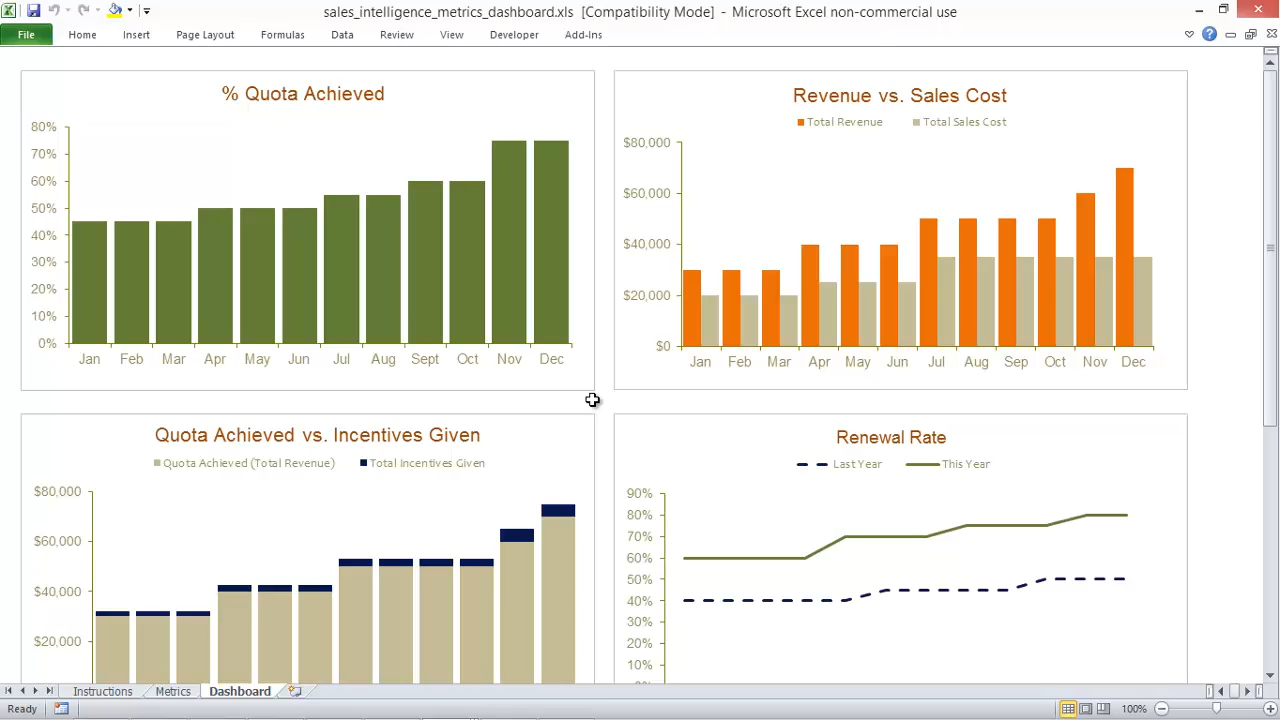 sales_intelligence_metrics_dashboard.xls [Compatibility Mode] - Microsoft Excel non-commercial use
File Home Insert Page Layout Formulas Data Review View Developer Add-Ins
% Quota Achieved
80%
70%
60%
50%
40%
30%
20%
10%
0%
Jan Feb Mar Apr May Jun Jul Aug Sept Oct Nov Dec
Revenue vs. Sales Cost
Total Revenue Total Sales Cost
$80,000
$60,000
$40,000
$20,000
$0
Jan Feb Mar Apr May Jun Jul Aug Sep Oct Nov Dec
Quota Achieved vs. Incentives Given
Quota Achieved (Total Revenue) Total Incentives Given
$80,000
$60,000
$40,000
$20,000
Renewal Rate
Last Year This Year
90%
80%
70%
60%
50%
40%
30%
20%
10%
Instructions Metrics Dashboard
Ready 100%